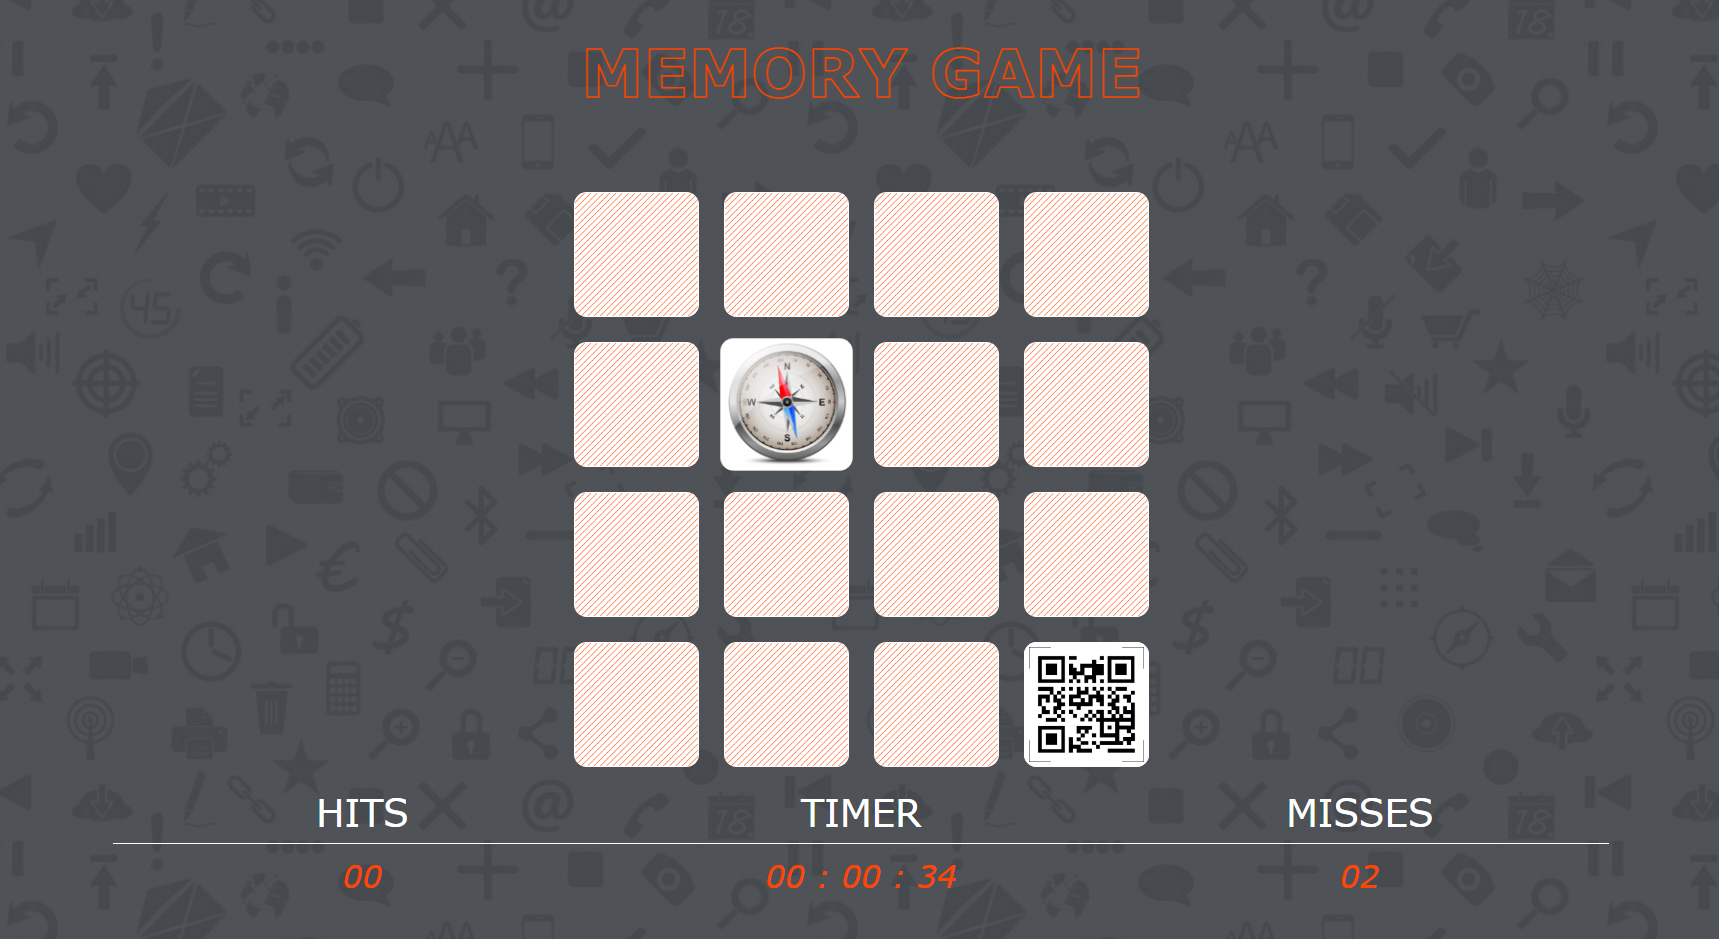 MEMORY GAME
N
W E
S
HITS TIMER MISSES
00 00 : 00 : 34 02